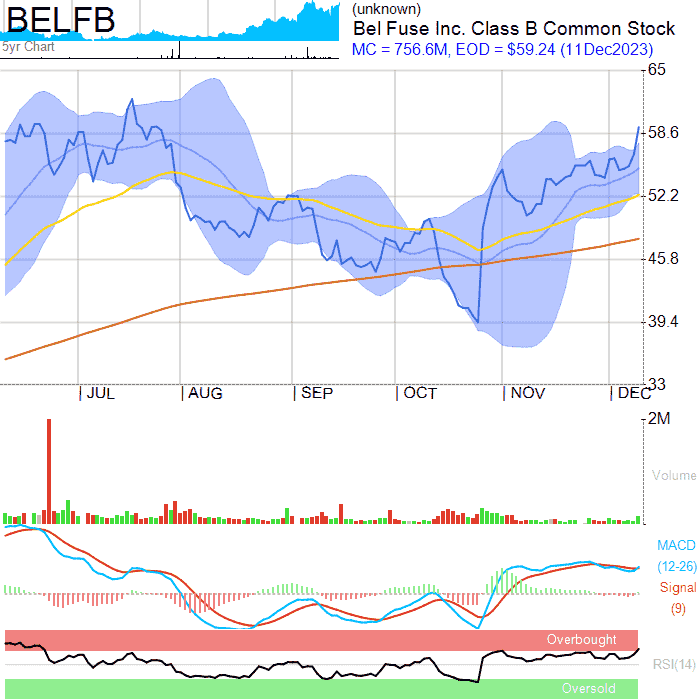 BELFB
5yr Chart
(unknown)
Bel Fuse Inc. Class B Common Stock
MC = 756.6M, EOD = $59.24 (11Dec2023)
65
58.6
52.2
45.8
39.4
33
| JUL
| AUG
| SEP
| OCT
| NOV
| DEC
2M
Volume
MACD
(12-26)
Signal
(9)
Overbought
RSI(14)
Oversold